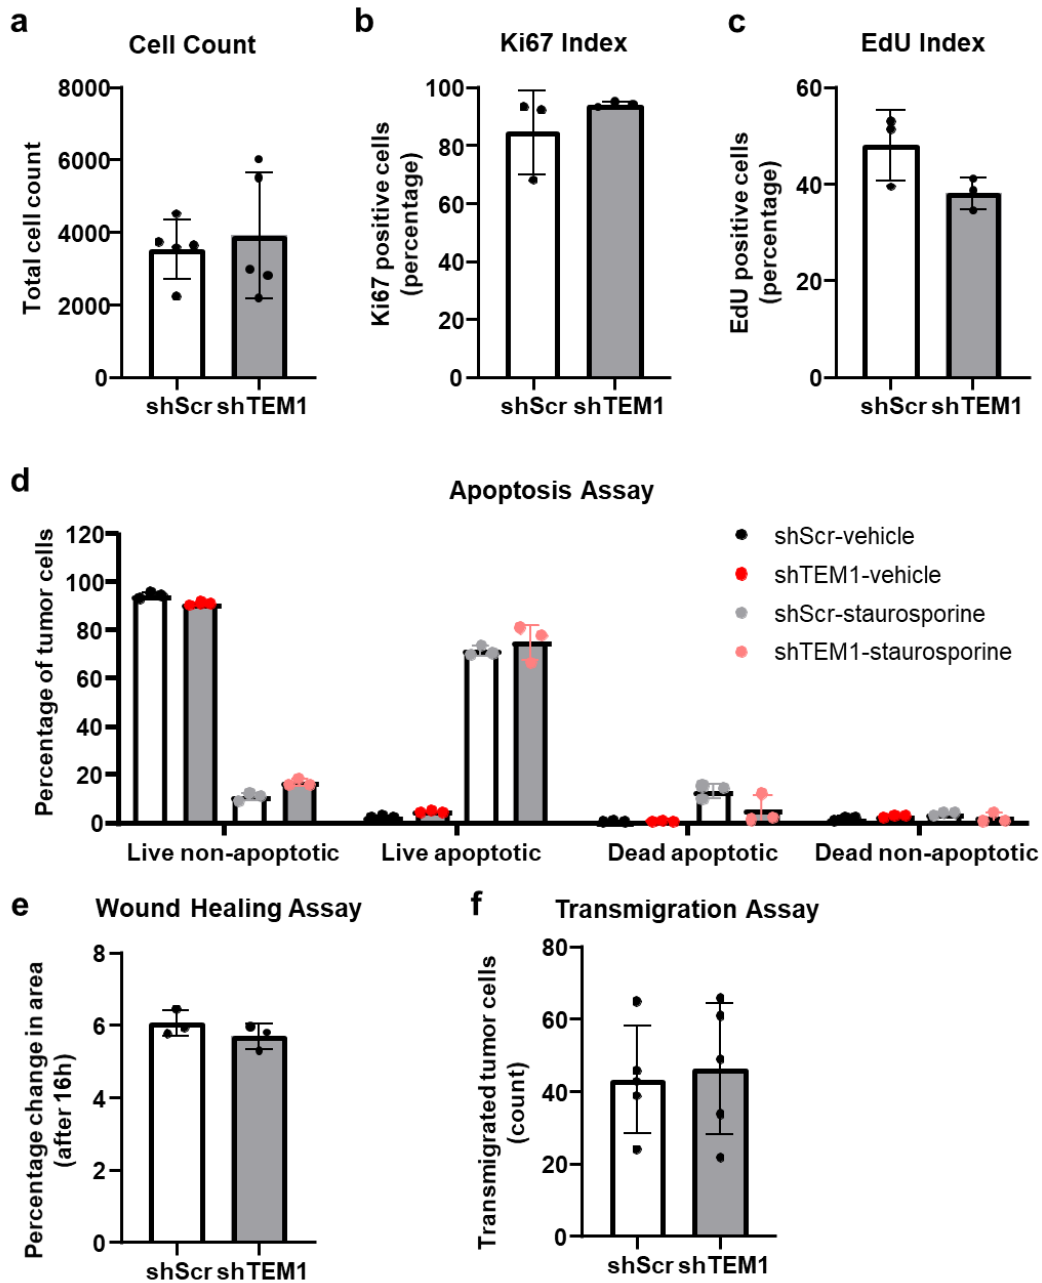 a
Cell Count
Total cell count
8000
6000
4000
2000
0
shScr shTEM1
b
Ki67 Index
Ki67 positive cells
(percentage)
100
80
60
40
20
0
shScr shTEM1
c
EdU Index
EdU positive cells
(percentage)
60
40
20
0
shScr shTEM1
d
Apoptosis Assay
Percentage of tumor cells
120
100
80
60
40
20
0
shScr-vehicle
shTEM1-vehicle
shScr-staurosporine
shTEM1-staurosporine
Live non-apoptotic
Live apoptotic
Dead apoptotic
Dead non-apoptotic
e
Wound Healing Assay
Percentage change in area
(after 16h)
8
6
4
2
0
shScr shTEM1
f
Transmigration Assay
Transmigrated tumor cells
(count)
80
60
40
20
0
shScr shTEM1